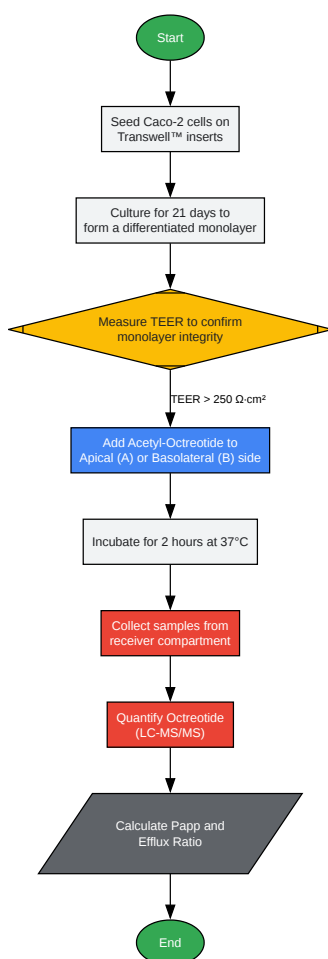 Start
Seed Caco-2 cells on
Transwell™ inserts
Culture for 21 days to
form a differentiated monolayer
Measure TEER to confirm
monolayer integrity
TEER > 250 Ω·cm²
Add Acetyl-Octreotide to
Apical (A) or Basolateral (B) side
Incubate for 2 hours at 37°C
Collect samples from
receiver compartment
Quantify Octreotide
(LC-MS/MS)
Calculate Papp and
Efflux Ratio
End